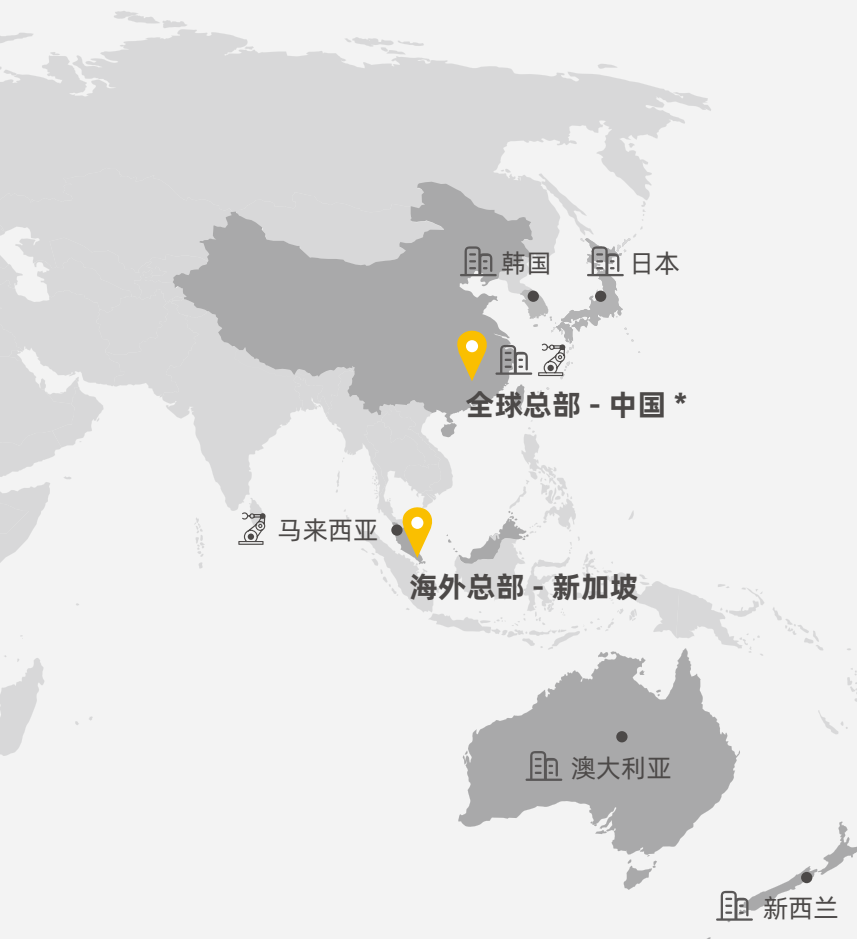 韩国
日本
全球总部 - 中国 *
马来西亚
海外总部 - 新加坡
澳大利亚
新西兰